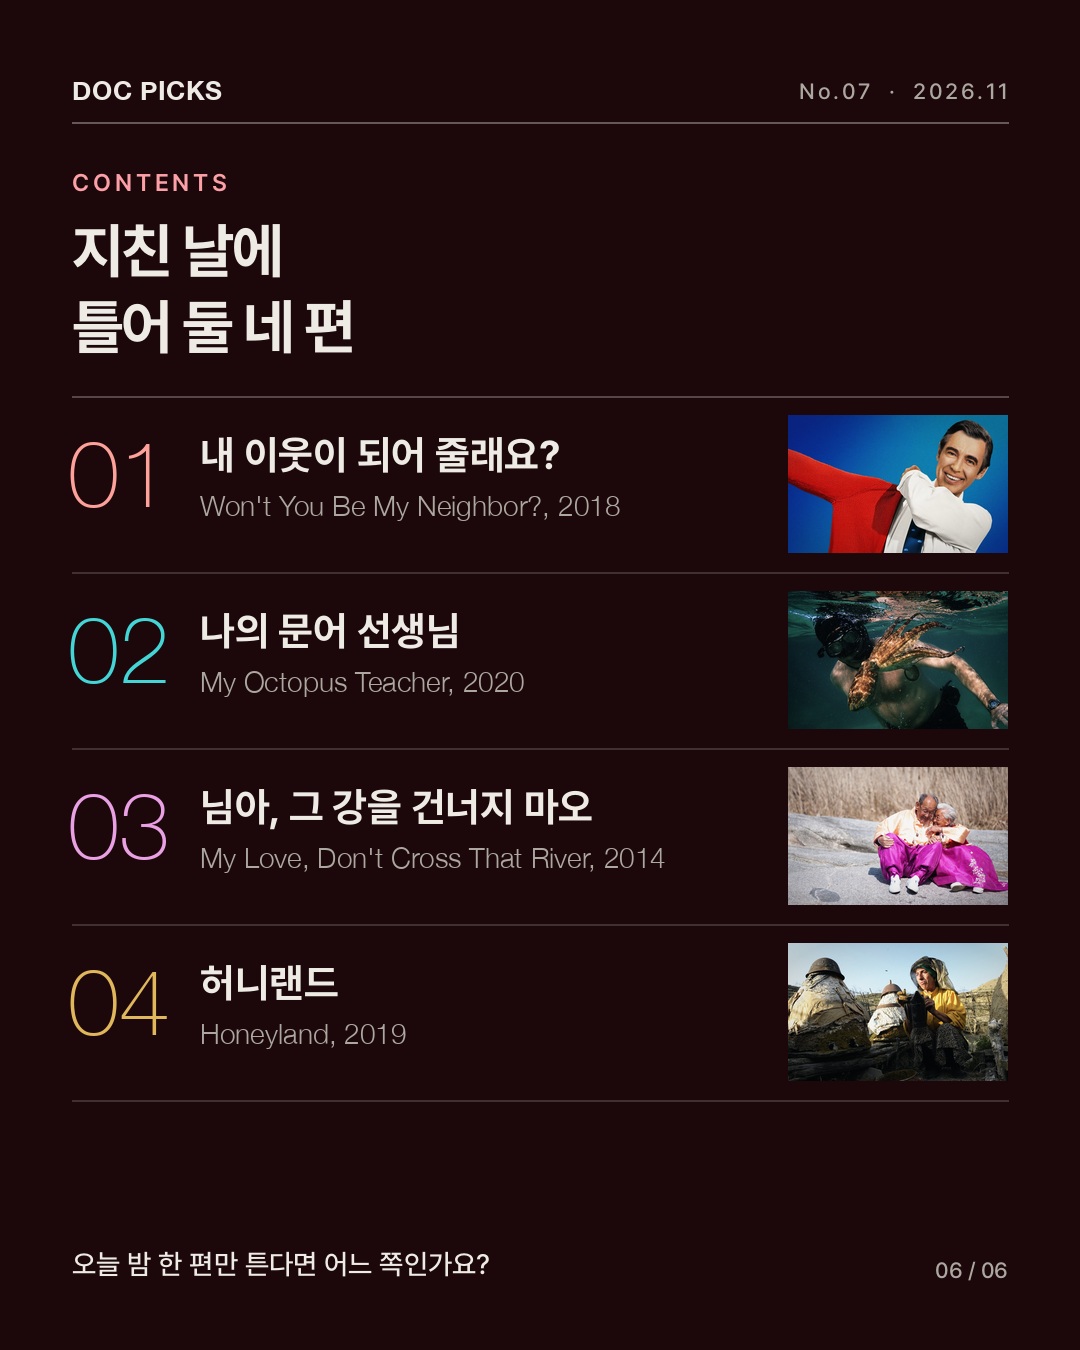 DOC PICKS
No.07 · 2026.11
CONTENTS
지친 날에
틀어 둘 네 편
01
내 이웃이 되어 줄래요?
Won't You Be My Neighbor?, 2018
02
나의 문어 선생님
My Octopus Teacher, 2020
03
님아, 그 강을 건너지 마오
My Love, Don't Cross That River, 2014
04
허니랜드
Honeyland, 2019
오늘 밤 한 편만 튼다면 어느 쪽인가요?
06 / 06